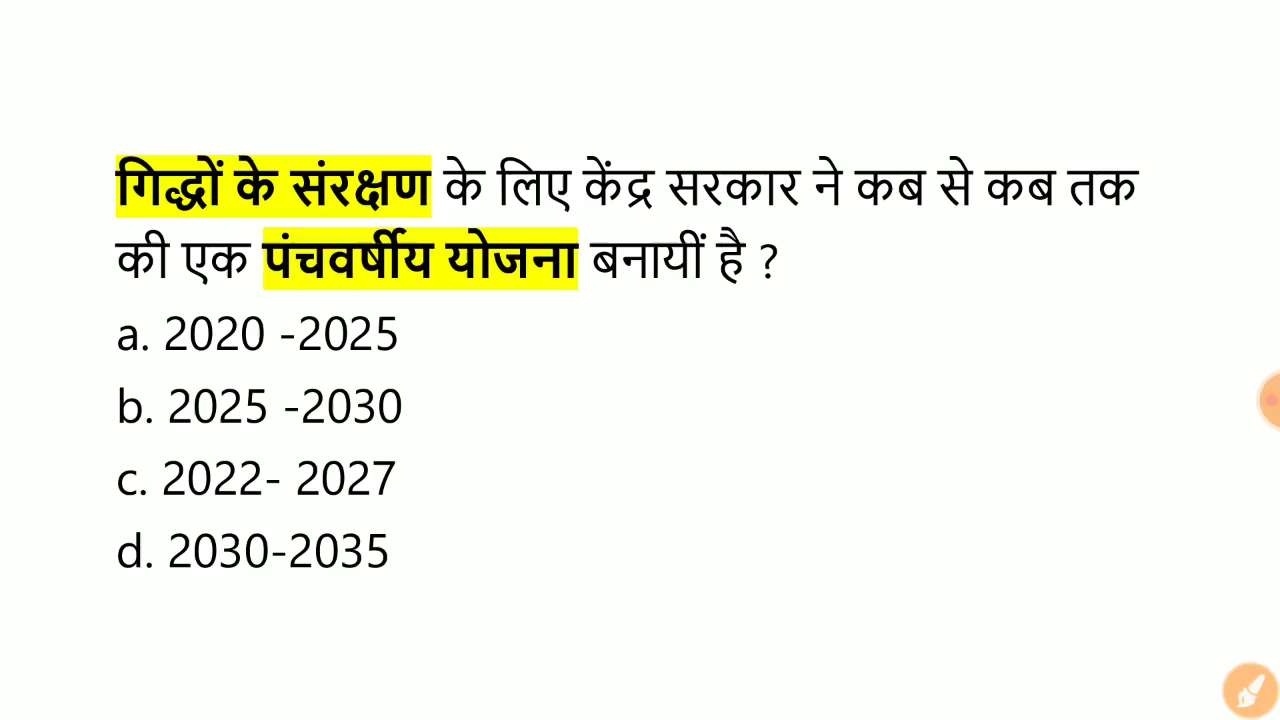 गिद्धों के संरक्षण के लिए केंद्र सरकार ने कब से कब तक
की एक पंचवर्षीय योजना बनायीं है ?
a. 2020 -2025
b. 2025 -2030
c. 2022- 2027
d. 2030-2035